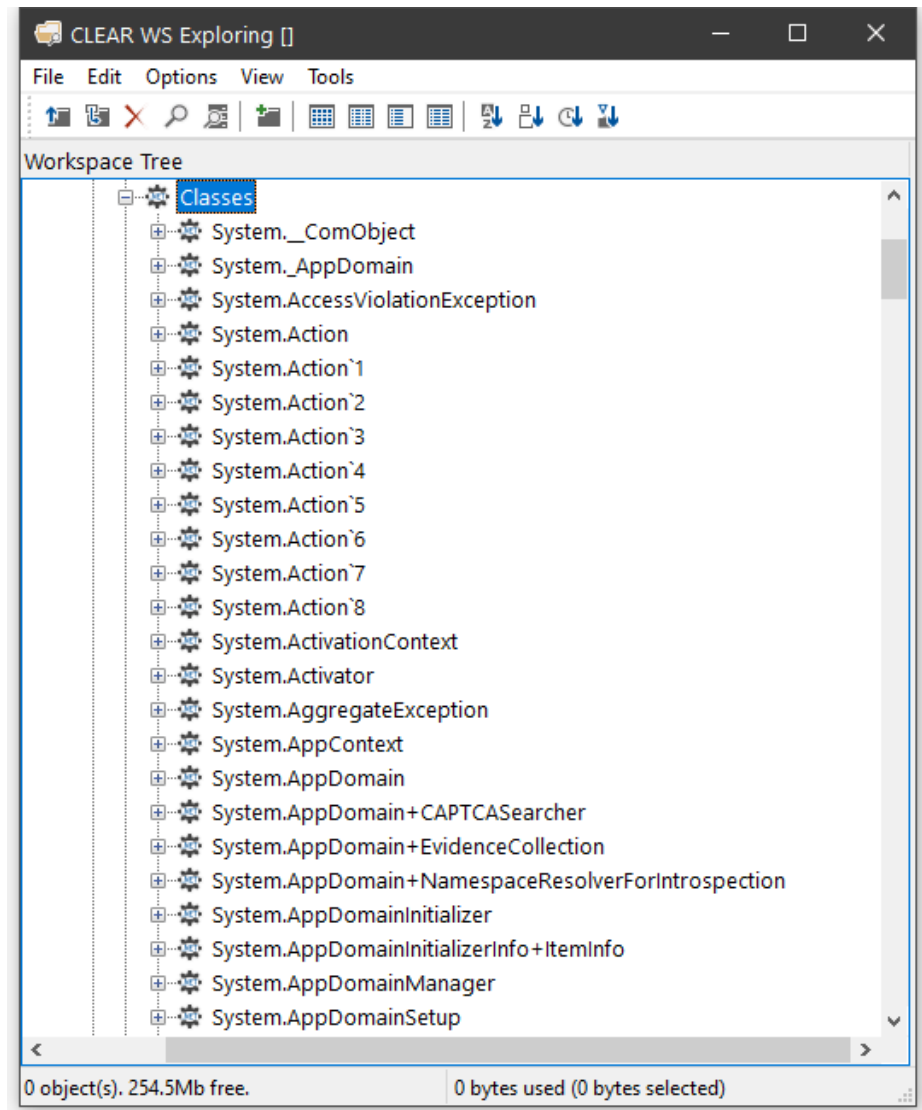 CLEAR WS Exploring []
File Edit Options View Tools
Workspace Tree
Classes
System.__ComObject
System._AppDomain
System.AccessViolationException
System.Action
System.Action`1
System.Action`2
System.Action`3
System.Action`4
System.Action`5
System.Action`6
System.Action`7
System.Action`8
System.ActivationContext
System.Activator
System.AggregateException
System.AppContext
System.AppDomain
System.AppDomain+CAPTCASearcher
System.AppDomain+EvidenceCollection
System.AppDomain+NamespaceResolverForIntrospection
System.AppDomainInitializer
System.AppDomainInitializerInfo+ItemInfo
System.AppDomainManager
System.AppDomainSetup
0 object(s). 254.5Mb free. 0 bytes used (0 bytes selected)